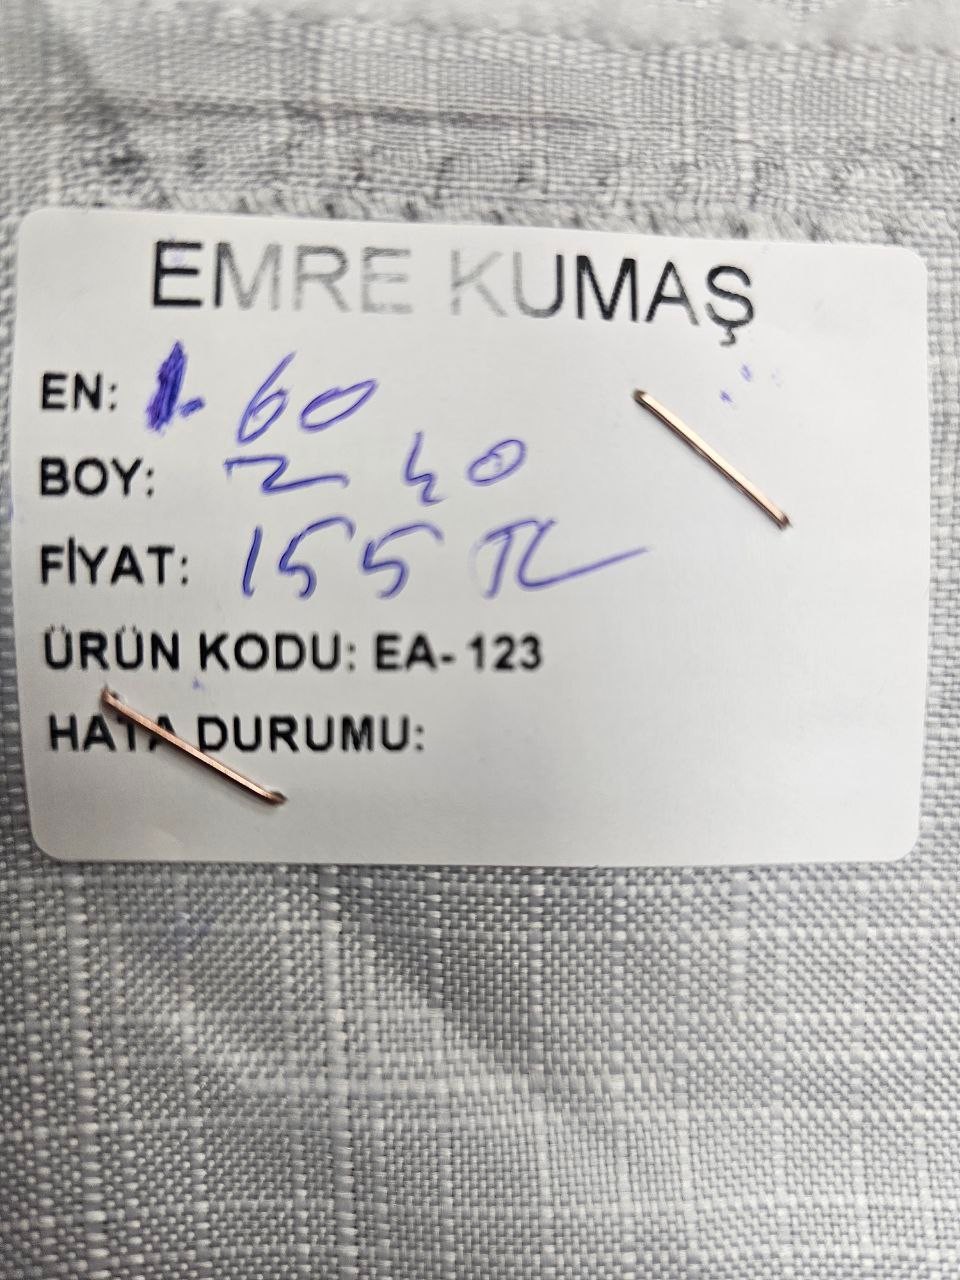 EMRE KUMAŞ
EN: 1.60
BOY: 2 40
FİYAT: 155 TL
ÜRÜN KODU: EA- 123
HATA DURUMU: